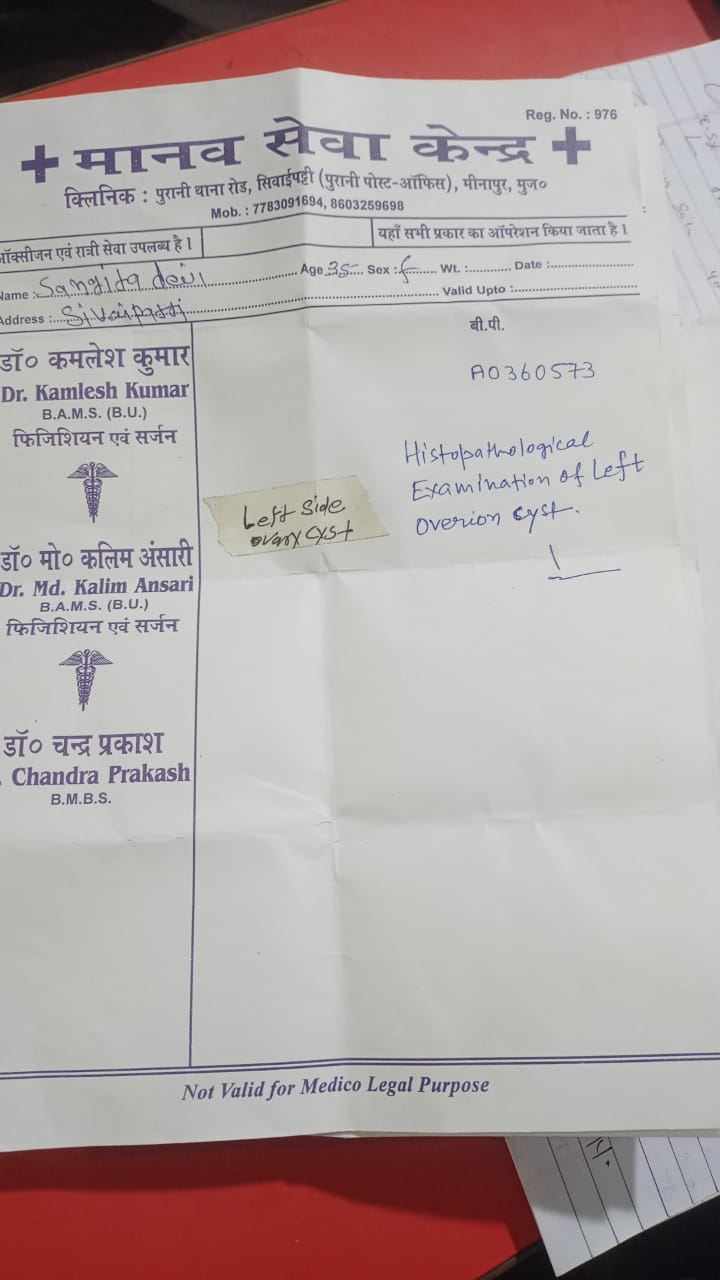 Reg. No. : 976
+ मानव सेवा केन्द्र +
क्लिनिक : पुरानी थाना रोड, सिवाईपट्टी (पुरानी पोस्ट-ऑफिस), मीनापुर, मुज०
Mob. : 7783091694, 8603259698
ऑक्सीजन एवं रात्री सेवा उपलब्ध है।
यहाँ सभी प्रकार का ऑपरेशन किया जाता है।
Name : Sangita devi Age 35 Sex : f Wt. : Date :
Address : Sivaipatti Valid Upto :
बी.पी.
डॉ० कमलेश कुमार
Dr. Kamlesh Kumar
B.A.M.S. (B.U.)
फिजिशियन एवं सर्जन
A0360573
Histopathological
Examination of Left
overion cyst.
Left side
ovary cyst
डॉ० मो० कलिम अंसारी
Dr. Md. Kalim Ansari
B.A.M.S. (B.U.)
फिजिशियन एवं सर्जन
डॉ० चन्द्र प्रकाश
. Chandra Prakash
B.M.B.S.
Not Valid for Medico Legal Purpose